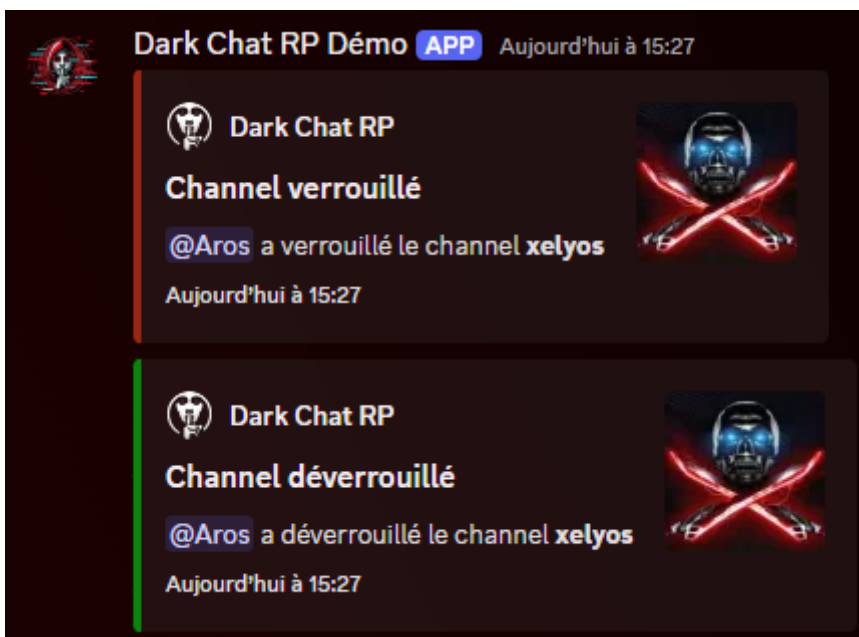 Dark Chat RP Démo APP Aujourd'hui à 15:27
Dark Chat RP
Channel verrouillé
@Aros a verrouillé le channel xelyos
Aujourd'hui à 15:27
Dark Chat RP
Channel déverrouillé
@Aros a déverrouillé le channel xelyos
Aujourd'hui à 15:27